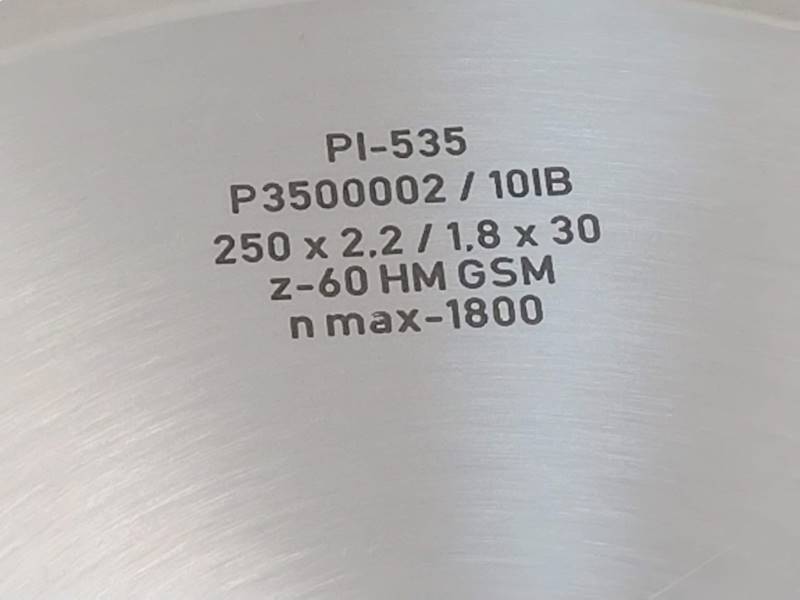 PI-535
P3500002 / 10IB
250 x 2,2 / 1,8 x 30
z-60 HM GSM
n max-1800